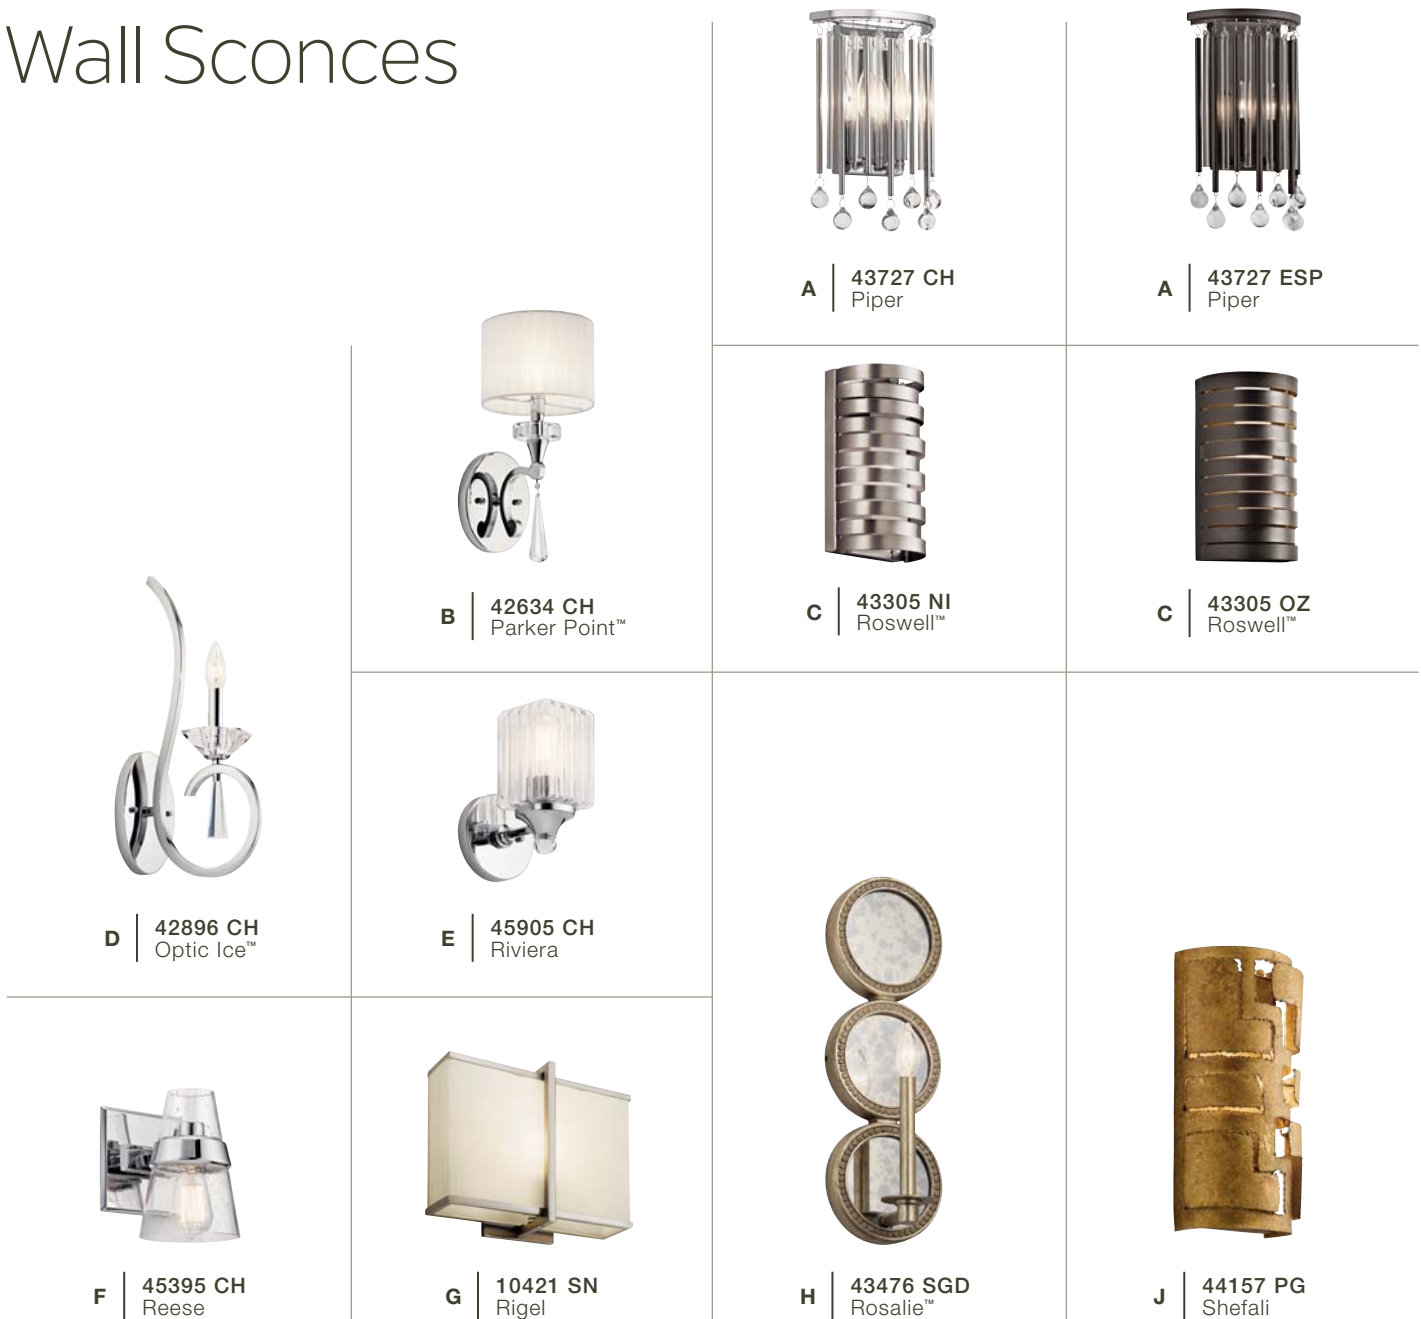 Wall Sconces
A
43727 CH
Piper
A
43727 ESP
Piper
B
42634 CH
Parker Point™
C
43305 NI
Roswell™
C
43305 OZ
Roswell™
D
42896 CH
Optic Ice™
E
45905 CH
Riviera
F
45395 CH
Reese
G
10421 SN
Rigel
H
43476 SGD
Rosalie™
J
44157 PG
Shefali